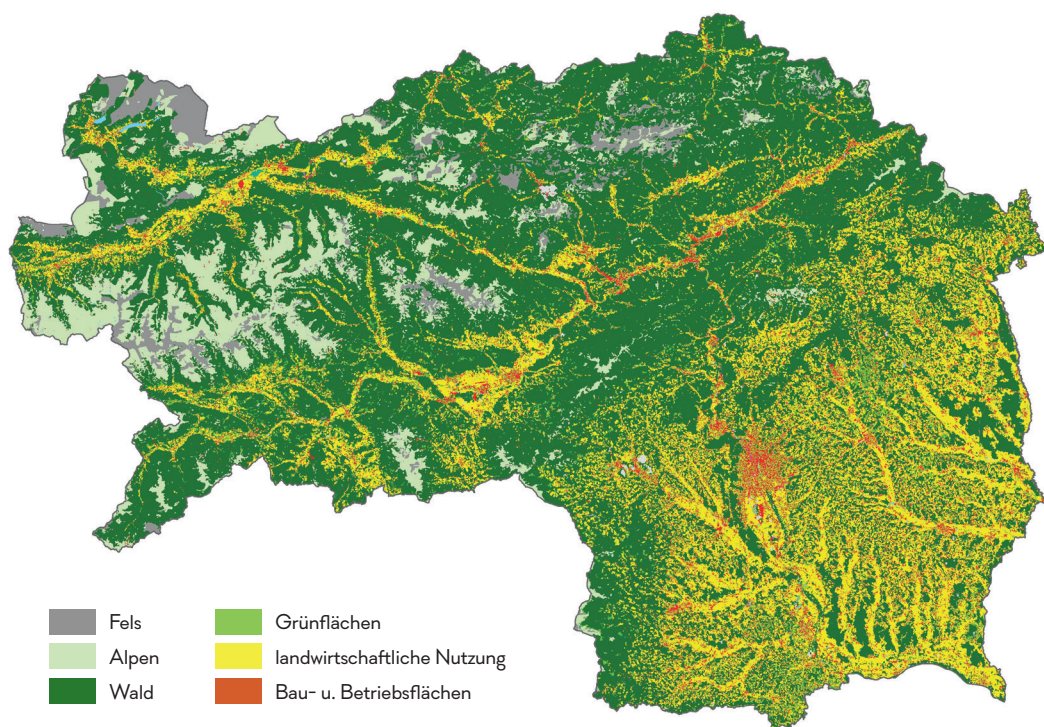 Fels
Alpen
Wald
Grünflächen
landwirtschaftliche Nutzung
Bau- u. Betriebsflächen